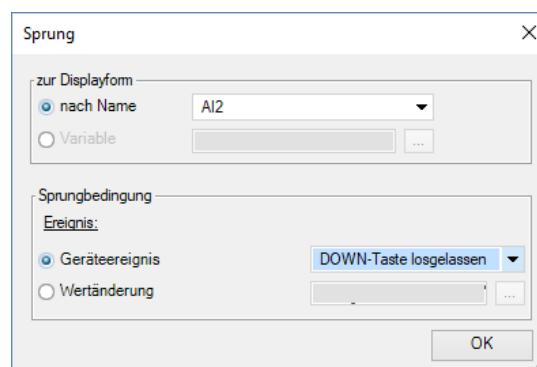 Sprung
zur Displayform
nach Name AI2
Variable ...
Sprungbedingung
Ereignis:
Geräteereignis DOWN-Taste losgelassen
Wertänderung ...
OK